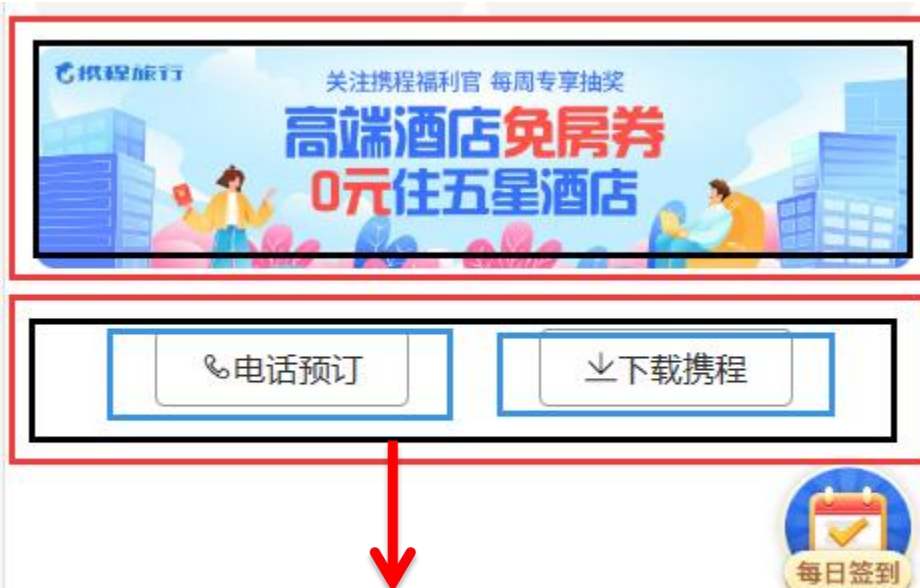 携程旅行
关注携程福利官 每周专享抽奖
高端酒店免房券
0元住五星酒店
电话预订
下载携程
每日签到